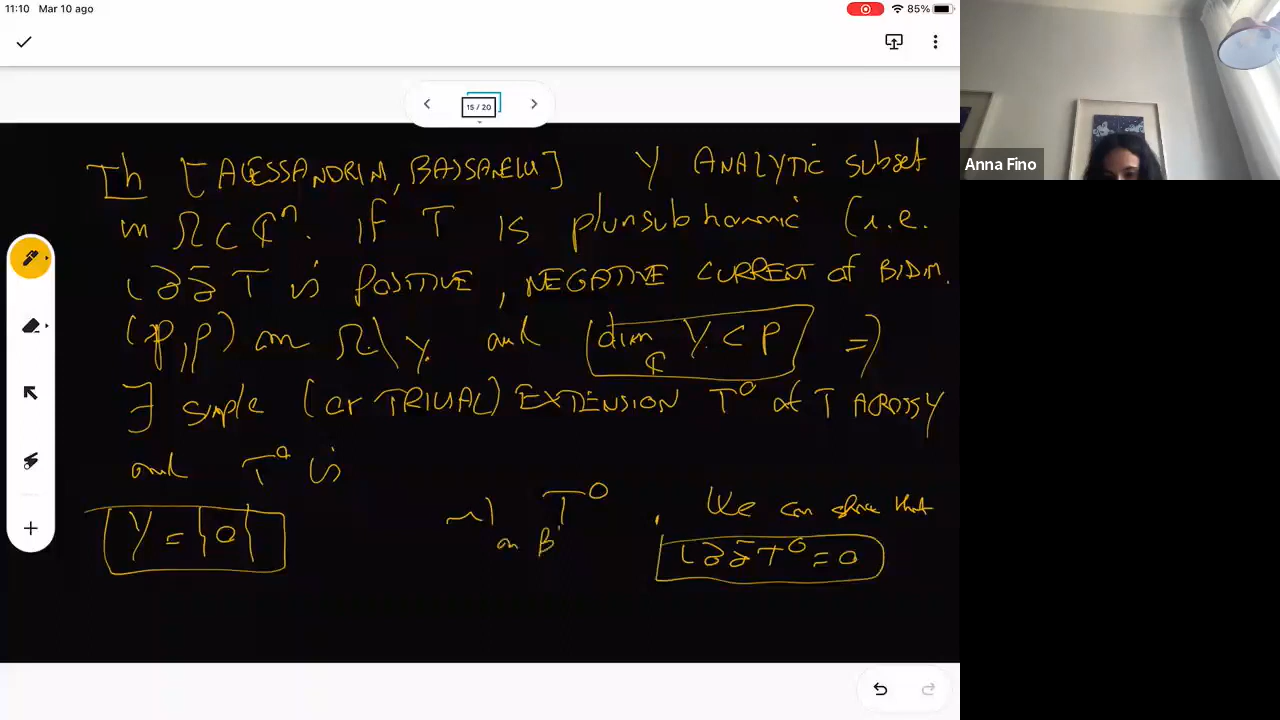 11:10 Mar 10 ago
85%
15 / 20
Th [ALESSANDRINI, BASSANELLI] Y ANALYTIC subset
in Ω ⊂ ℂⁿ. If T is plurisubharmonic (i.e.
i∂∂̄ T is POSITIVE, NEGATIVE CURRENT of BIDIM.
(p,p) on Ω \ Y and dim_ℂ Y < p ⇒
∃ simple (or TRIVIAL) EXTENSION T⁰ of T ACROSS Y
and T⁰ is
Y = {0} ⇝ T⁰ on B . We can show that
i∂∂̄T⁰ = 0
Anna Fino